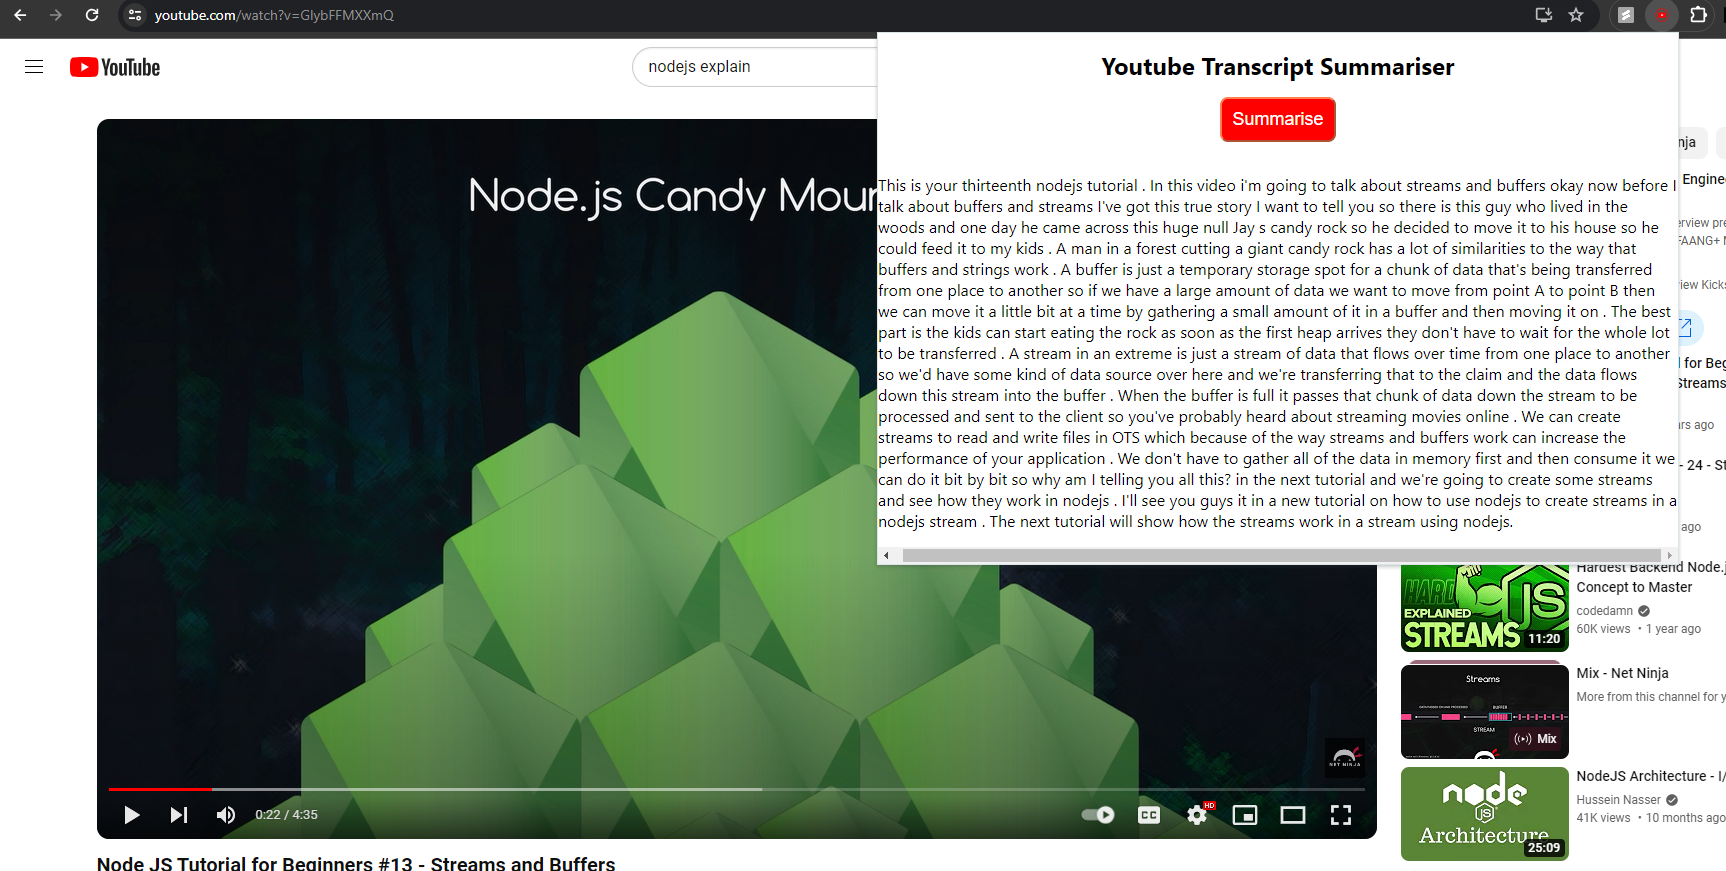 youtube.com/watch?v=GlybFFMXXmQ
YouTube
nodejs explain
Youtube Transcript Summariser
Summarise
This is your thirteenth nodejs tutorial . In this video i'm going to talk about streams and buffers okay now before I
talk about buffers and streams I've got this true story I want to tell you so there is this guy who lived in the
woods and one day he came across this huge null Jay s candy rock so he decided to move it to his house so he
could feed it to my kids . A man in a forest cutting a giant candy rock has a lot of similarities to the way that
buffers and strings work . A buffer is just a temporary storage spot for a chunk of data that's being transferred
from one place to another so if we have a large amount of data we want to move from point A to point B then
we can move it a little bit at a time by gathering a small amount of it in a buffer and then moving it on . The best
part is the kids can start eating the rock as soon as the first heap arrives they don't have to wait for the whole lot
to be transferred . A stream in an extreme is just a stream of data that flows over time from one place to another
so we'd have some kind of data source over here and we're transferring that to the claim and the data flows
down this stream into the buffer . When the buffer is full it passes that chunk of data down the stream to be
processed and sent to the client so you've probably heard about streaming movies online . We can create
streams to read and write files in OTS which because of the way streams and buffers work can increase the
performance of your application . We don't have to gather all of the data in memory first and then consume it we
can do it bit by bit so why am I telling you all this? in the next tutorial and we're going to create some streams
and see how they work in nodejs . I'll see you guys it in a new tutorial on how to use nodejs to create streams in a
nodejs stream . The next tutorial will show how the streams work in a stream using nodejs.
Node.js Candy Mour
NET NINJA
0:22 / 4:35
CC
HD
Node JS Tutorial for Beginners #13 - Streams and Buffers
nja
Engine
erview pre
FAANG+
iew Kicks
l for Beg
Streams
ars ago
- 24 - St
ago
HARD
JS
EXPLAINED
STREAMS
11:20
Hardest Backend Node.j
Concept to Master
codedamn
60K views • 1 year ago
Streams
BUFFER
STREAM
Mix
Mix - Net Ninja
More from this channel for y
node
JS
Architecture
25:09
NodeJS Architecture - I/
Hussein Nasser
41K views • 10 months ago